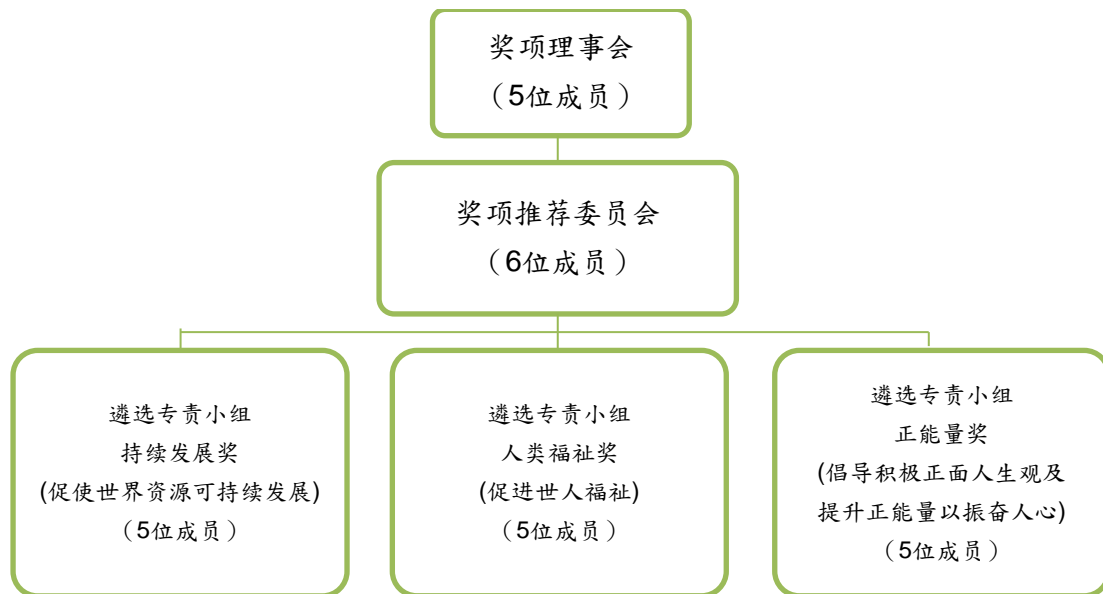 奖项理事会
（5位成员）
奖项推荐委员会
（6位成员）
遴选专责小组
持续发展奖
(促使世界资源可持续发展)
（5位成员）
遴选专责小组
人类福祉奖
(促进世人福祉)
（5位成员）
遴选专责小组
正能量奖
(倡导积极正面人生观及
提升正能量以振奋人心)
（5位成员）